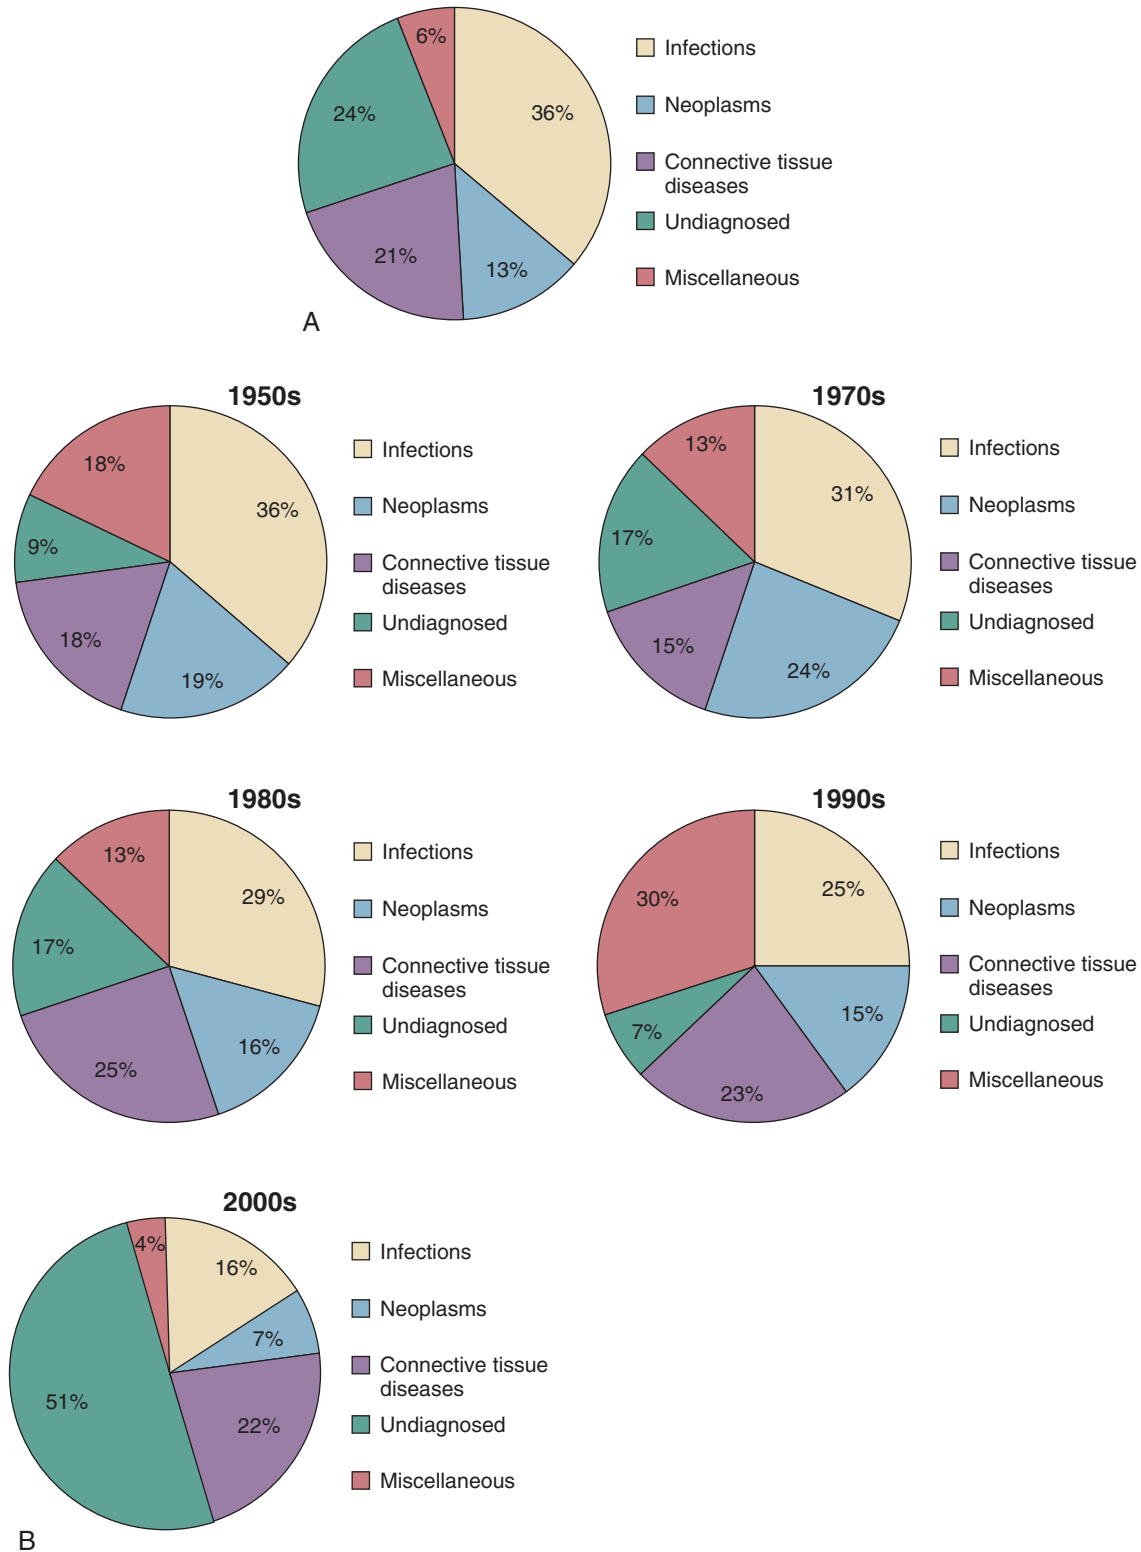 6%
36%
24%
21%
13%
Infections
Neoplasms
Connective tissue
diseases
Undiagnosed
Miscellaneous
A
1950s
18%
36%
9%
18%
19%
Infections
Neoplasms
Connective tissue
diseases
Undiagnosed
Miscellaneous
1970s
13%
31%
17%
15%
24%
Infections
Neoplasms
Connective tissue
diseases
Undiagnosed
Miscellaneous
1980s
13%
29%
17%
25%
16%
Infections
Neoplasms
Connective tissue
diseases
Undiagnosed
Miscellaneous
1990s
30%
25%
7%
23%
15%
Infections
Neoplasms
Connective tissue
diseases
Undiagnosed
Miscellaneous
2000s
4%
16%
7%
51%
22%
Infections
Neoplasms
Connective tissue
diseases
Undiagnosed
Miscellaneous
B